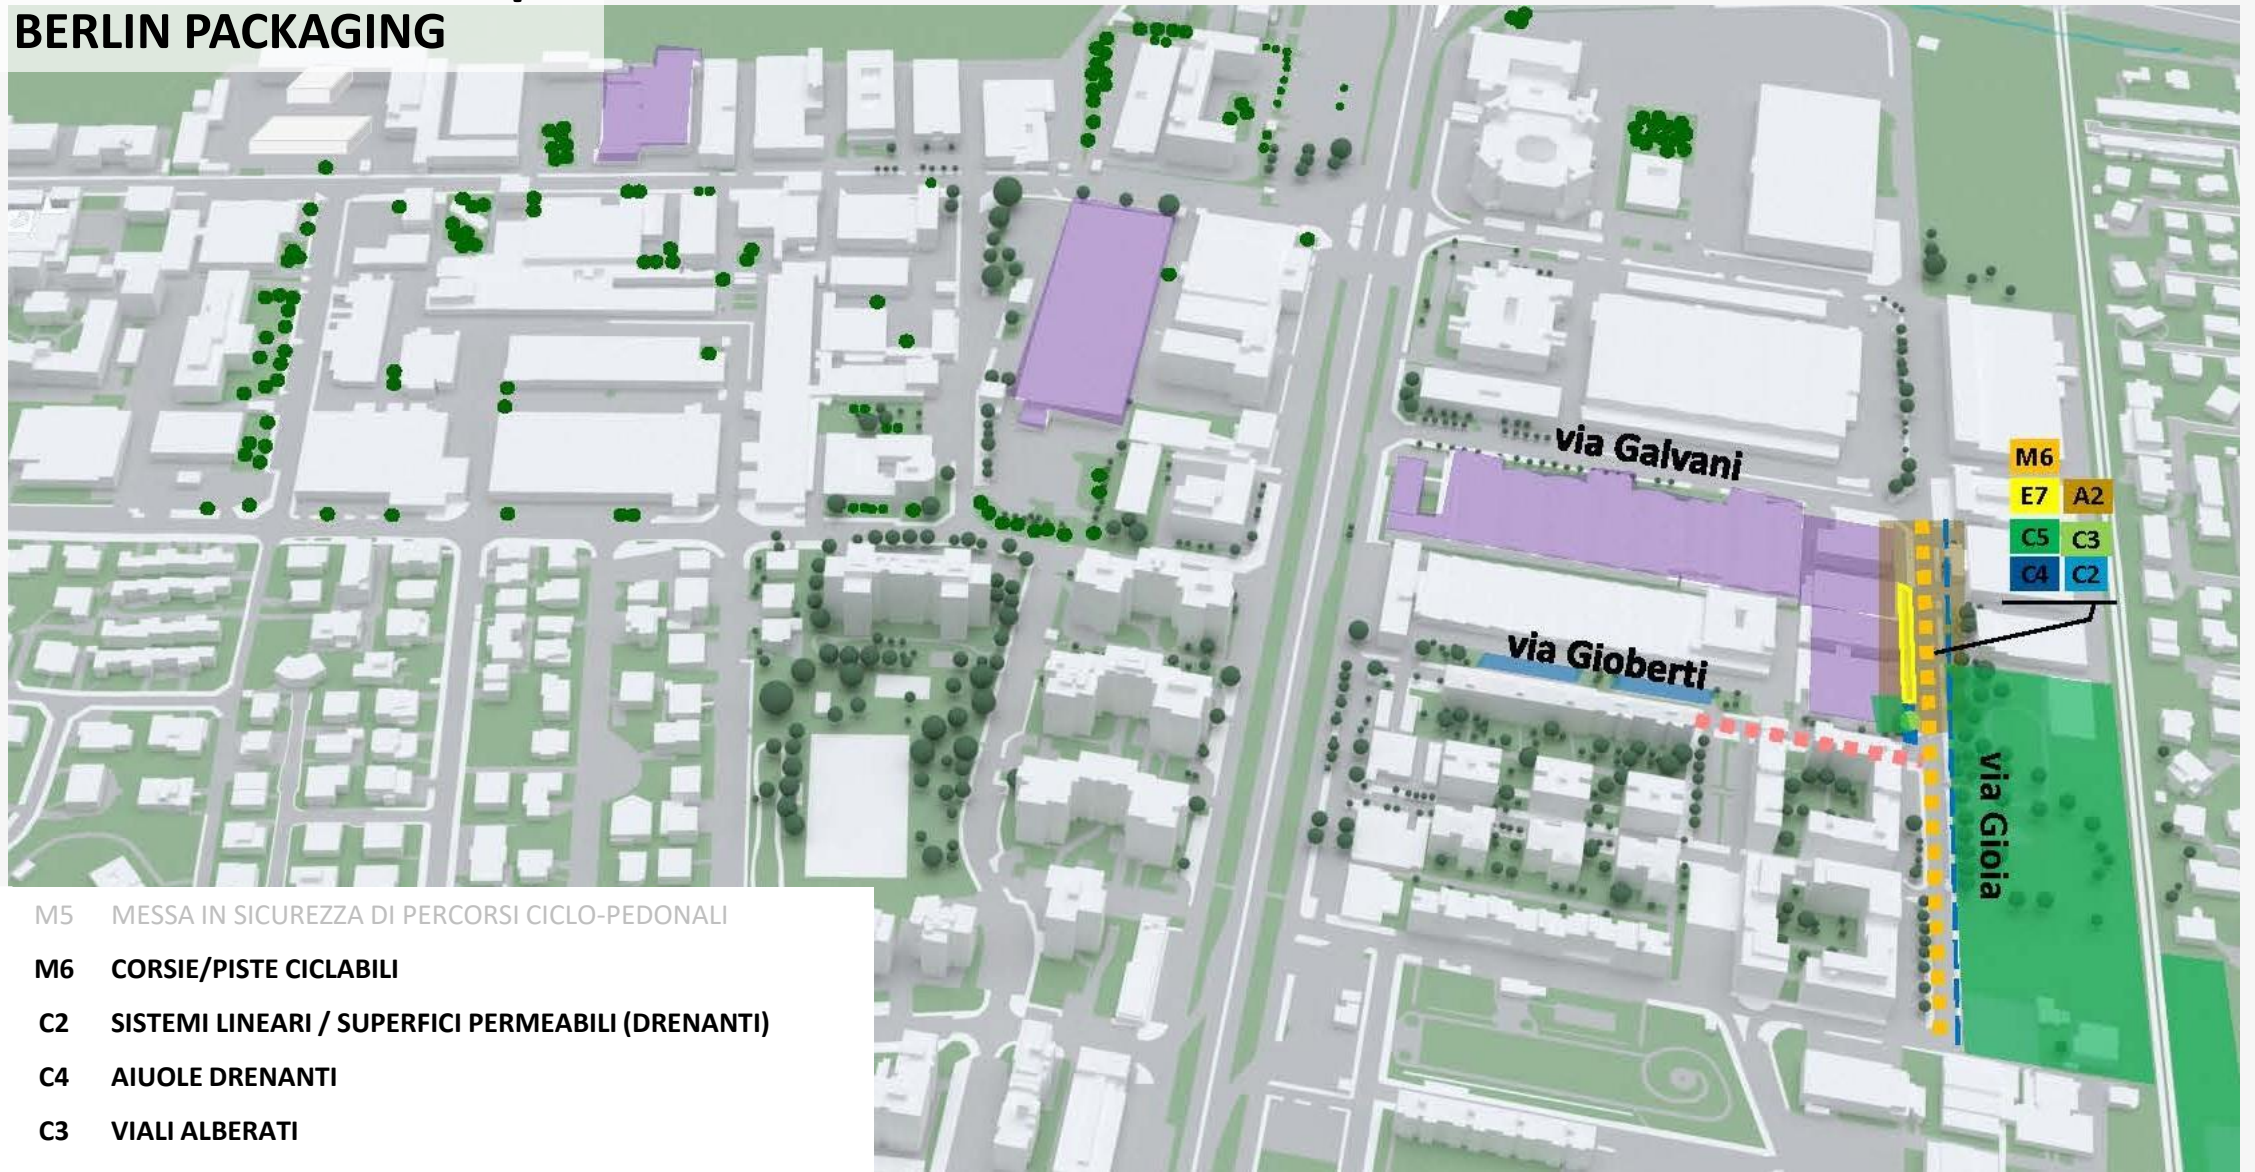 BERLIN PACKAGING
via Galvani
M6
E7 A2
C5 C3
C4 C2
via Gioberti
via Gioia
M5 MESSA IN SICUREZZA DI PERCORSI CICLO-PEDONALI
M6 CORSIE/PISTE CICLABILI
C2 SISTEMI LINEARI / SUPERFICI PERMEABILI (DRENANTI)
C4 AIUOLE DRENANTI
C3 VIALI ALBERATI